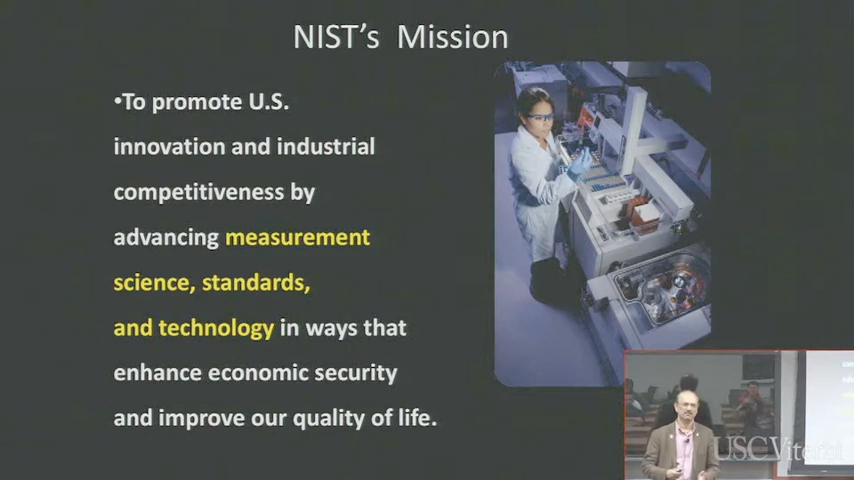 NIST's Mission
•To promote U.S.
innovation and industrial
competitiveness by
advancing measurement
science, standards,
and technology in ways that
enhance economic security
and improve our quality of life.
USC Viterbi